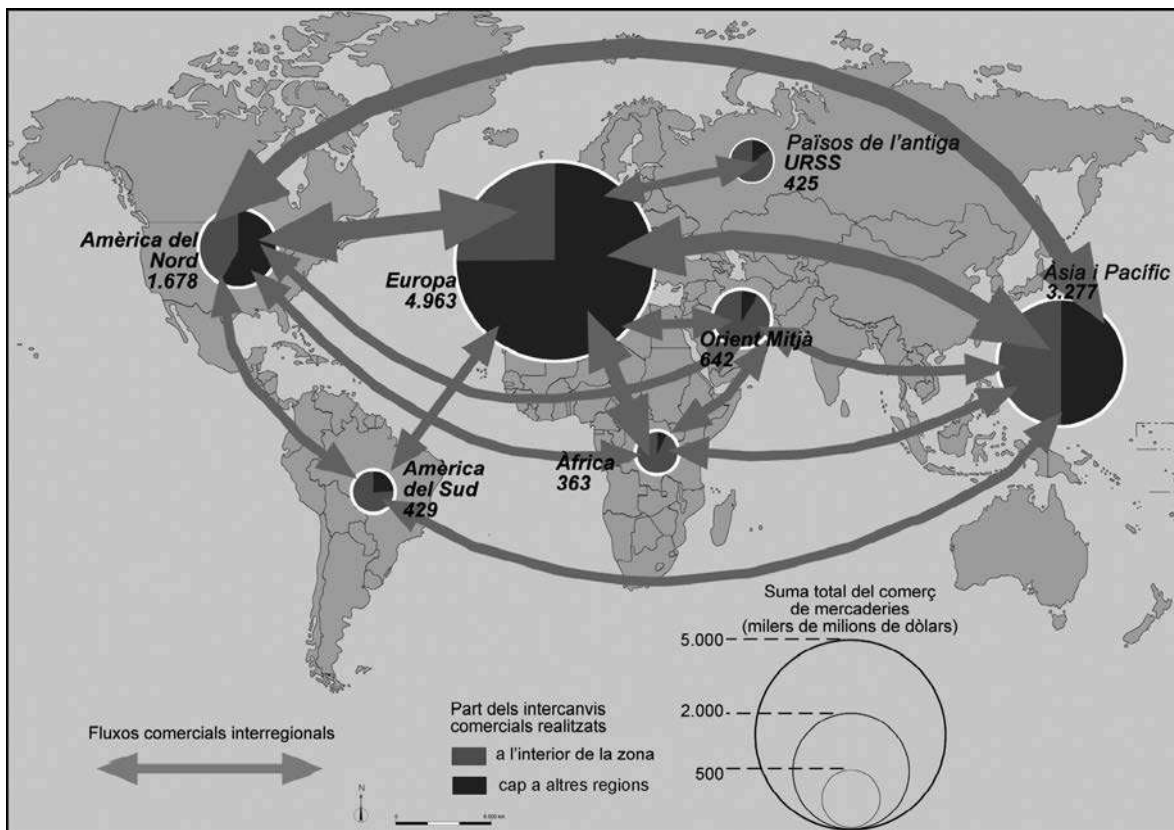 Països de l'antiga
URSS
425
Amèrica del
Nord
1.678
Europa
4.963
Àsia i Pacífic
3.277
Orient Mitjà
642
Amèrica
del Sud
429
Àfrica
363
Suma total del comerç
de mercaderies
(milers de milions de dòlars)
5.000
2.000
500
Part dels intercanvis
comercials realitzats
a l'interior de la zona
cap a altres regions
Fluxos comercials interregionals
N
0